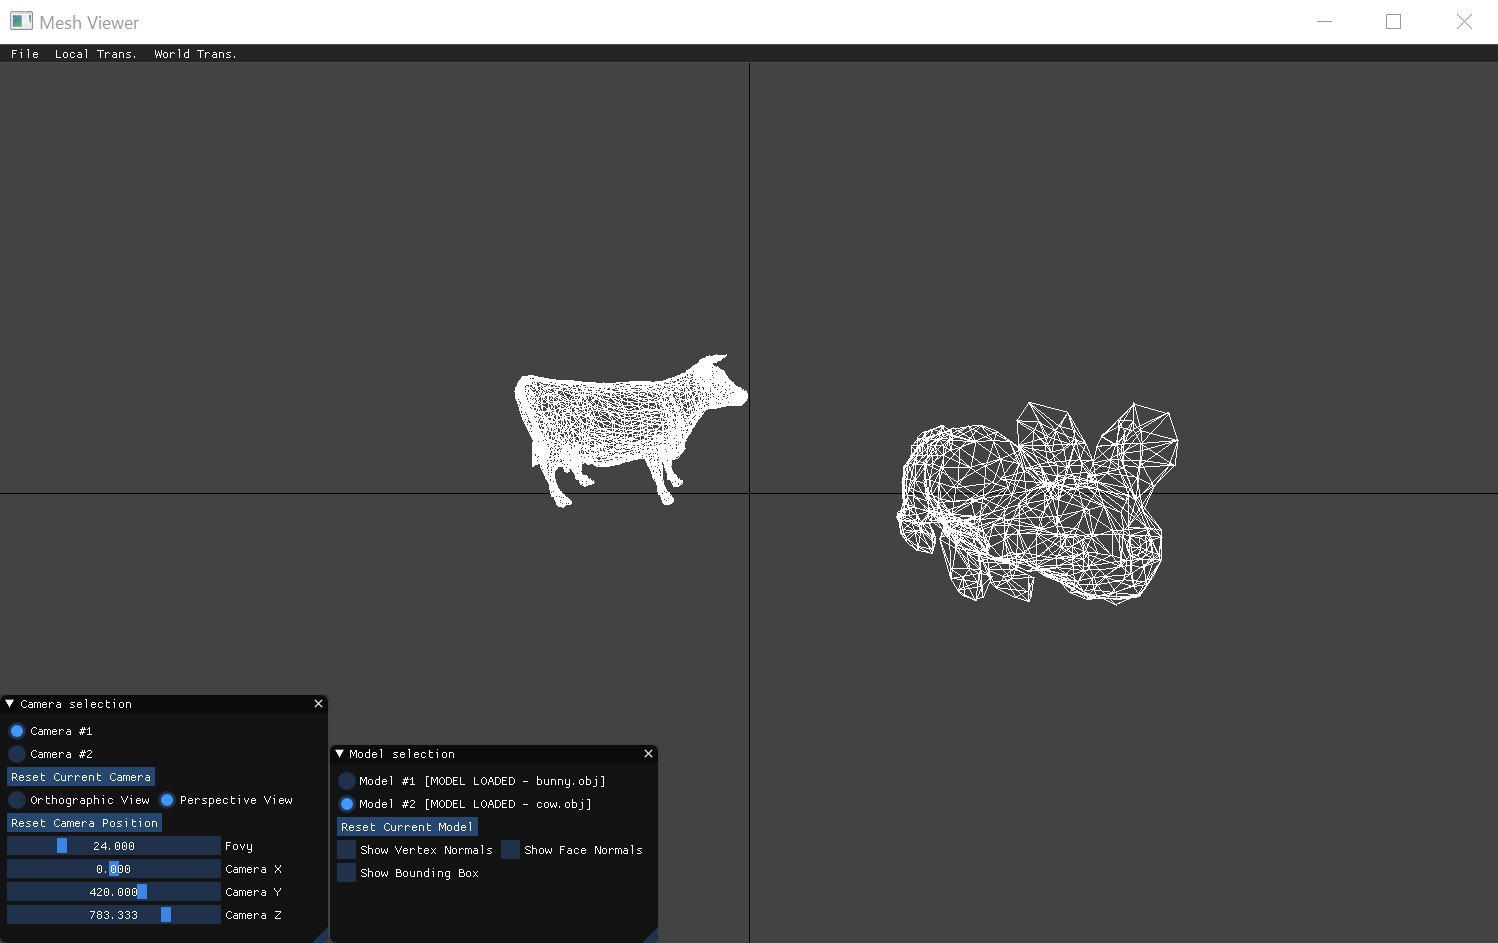 Mesh Viewer
File Local Trans. World Trans.
Camera selection
Camera #1
Camera #2
Reset Current Camera
Orthographic View Perspective View
Reset Camera Position
24.000 Fovy
0.000 Camera X
420.000 Camera Y
783.333 Camera Z
Model selection
Model #1 [MODEL LOADED - bunny.obj]
Model #2 [MODEL LOADED - cow.obj]
Reset Current Model
Show Vertex Normals Show Face Normals
Show Bounding Box